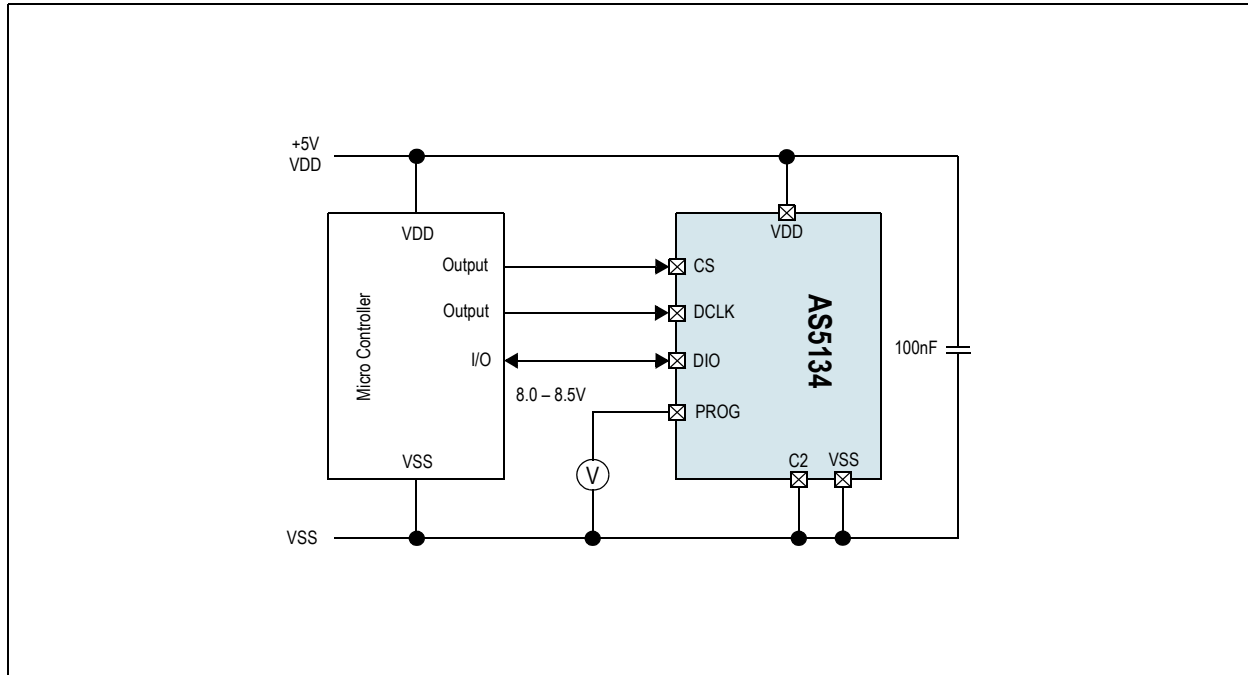 +5V
VDD
VDD
VDD
Output
CS
Output
DCLK
Micro Controller
AS5134
I/O
DIO
100nF
8.0 – 8.5V
PROG
VSS
C2
VSS
V
VSS